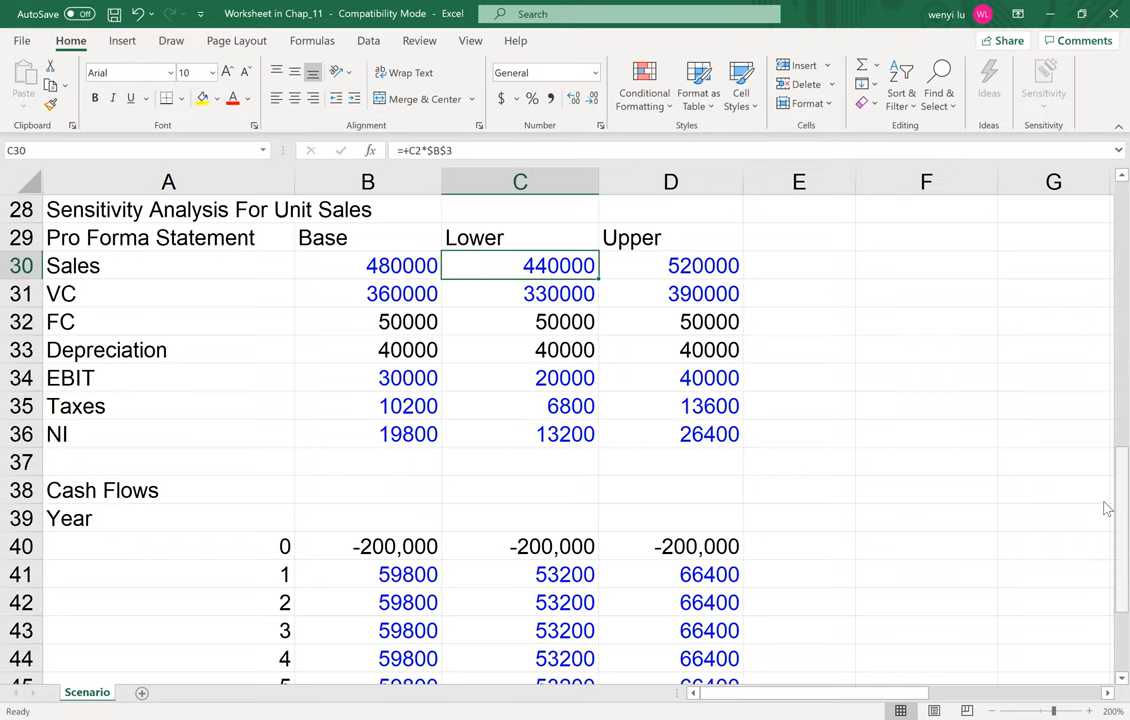 AutoSave Off Worksheet in Chap_11 - Compatibility Mode - Excel Search wenyi lu WL
File Home Insert Draw Page Layout Formulas Data Review View Help Share Comments
Paste Arial 10 A A Wrap Text General Conditional Formatting Format as Table Cell Styles Insert Sort & Filter Find & Select Ideas Sensitivity
B I U A Merge & Center $ % Delete
Format
Clipboard Font Alignment Number Styles Cells Editing Ideas Sensitivity
C30 fx =+C2*$B$3
A B C D E F G
28 Sensitivity Analysis For Unit Sales
29 Pro Forma Statement Base Lower Upper
30 Sales 480000 440000 520000
31 VC 360000 330000 390000
32 FC 50000 50000 50000
33 Depreciation 40000 40000 40000
34 EBIT 30000 20000 40000
35 Taxes 10200 6800 13600
36 NI 19800 13200 26400
37
38 Cash Flows
39 Year
40 0 -200,000 -200,000 -200,000
41 1 59800 53200 66400
42 2 59800 53200 66400
43 3 59800 53200 66400
44 4 59800 53200 66400
Scenario
Ready 200%